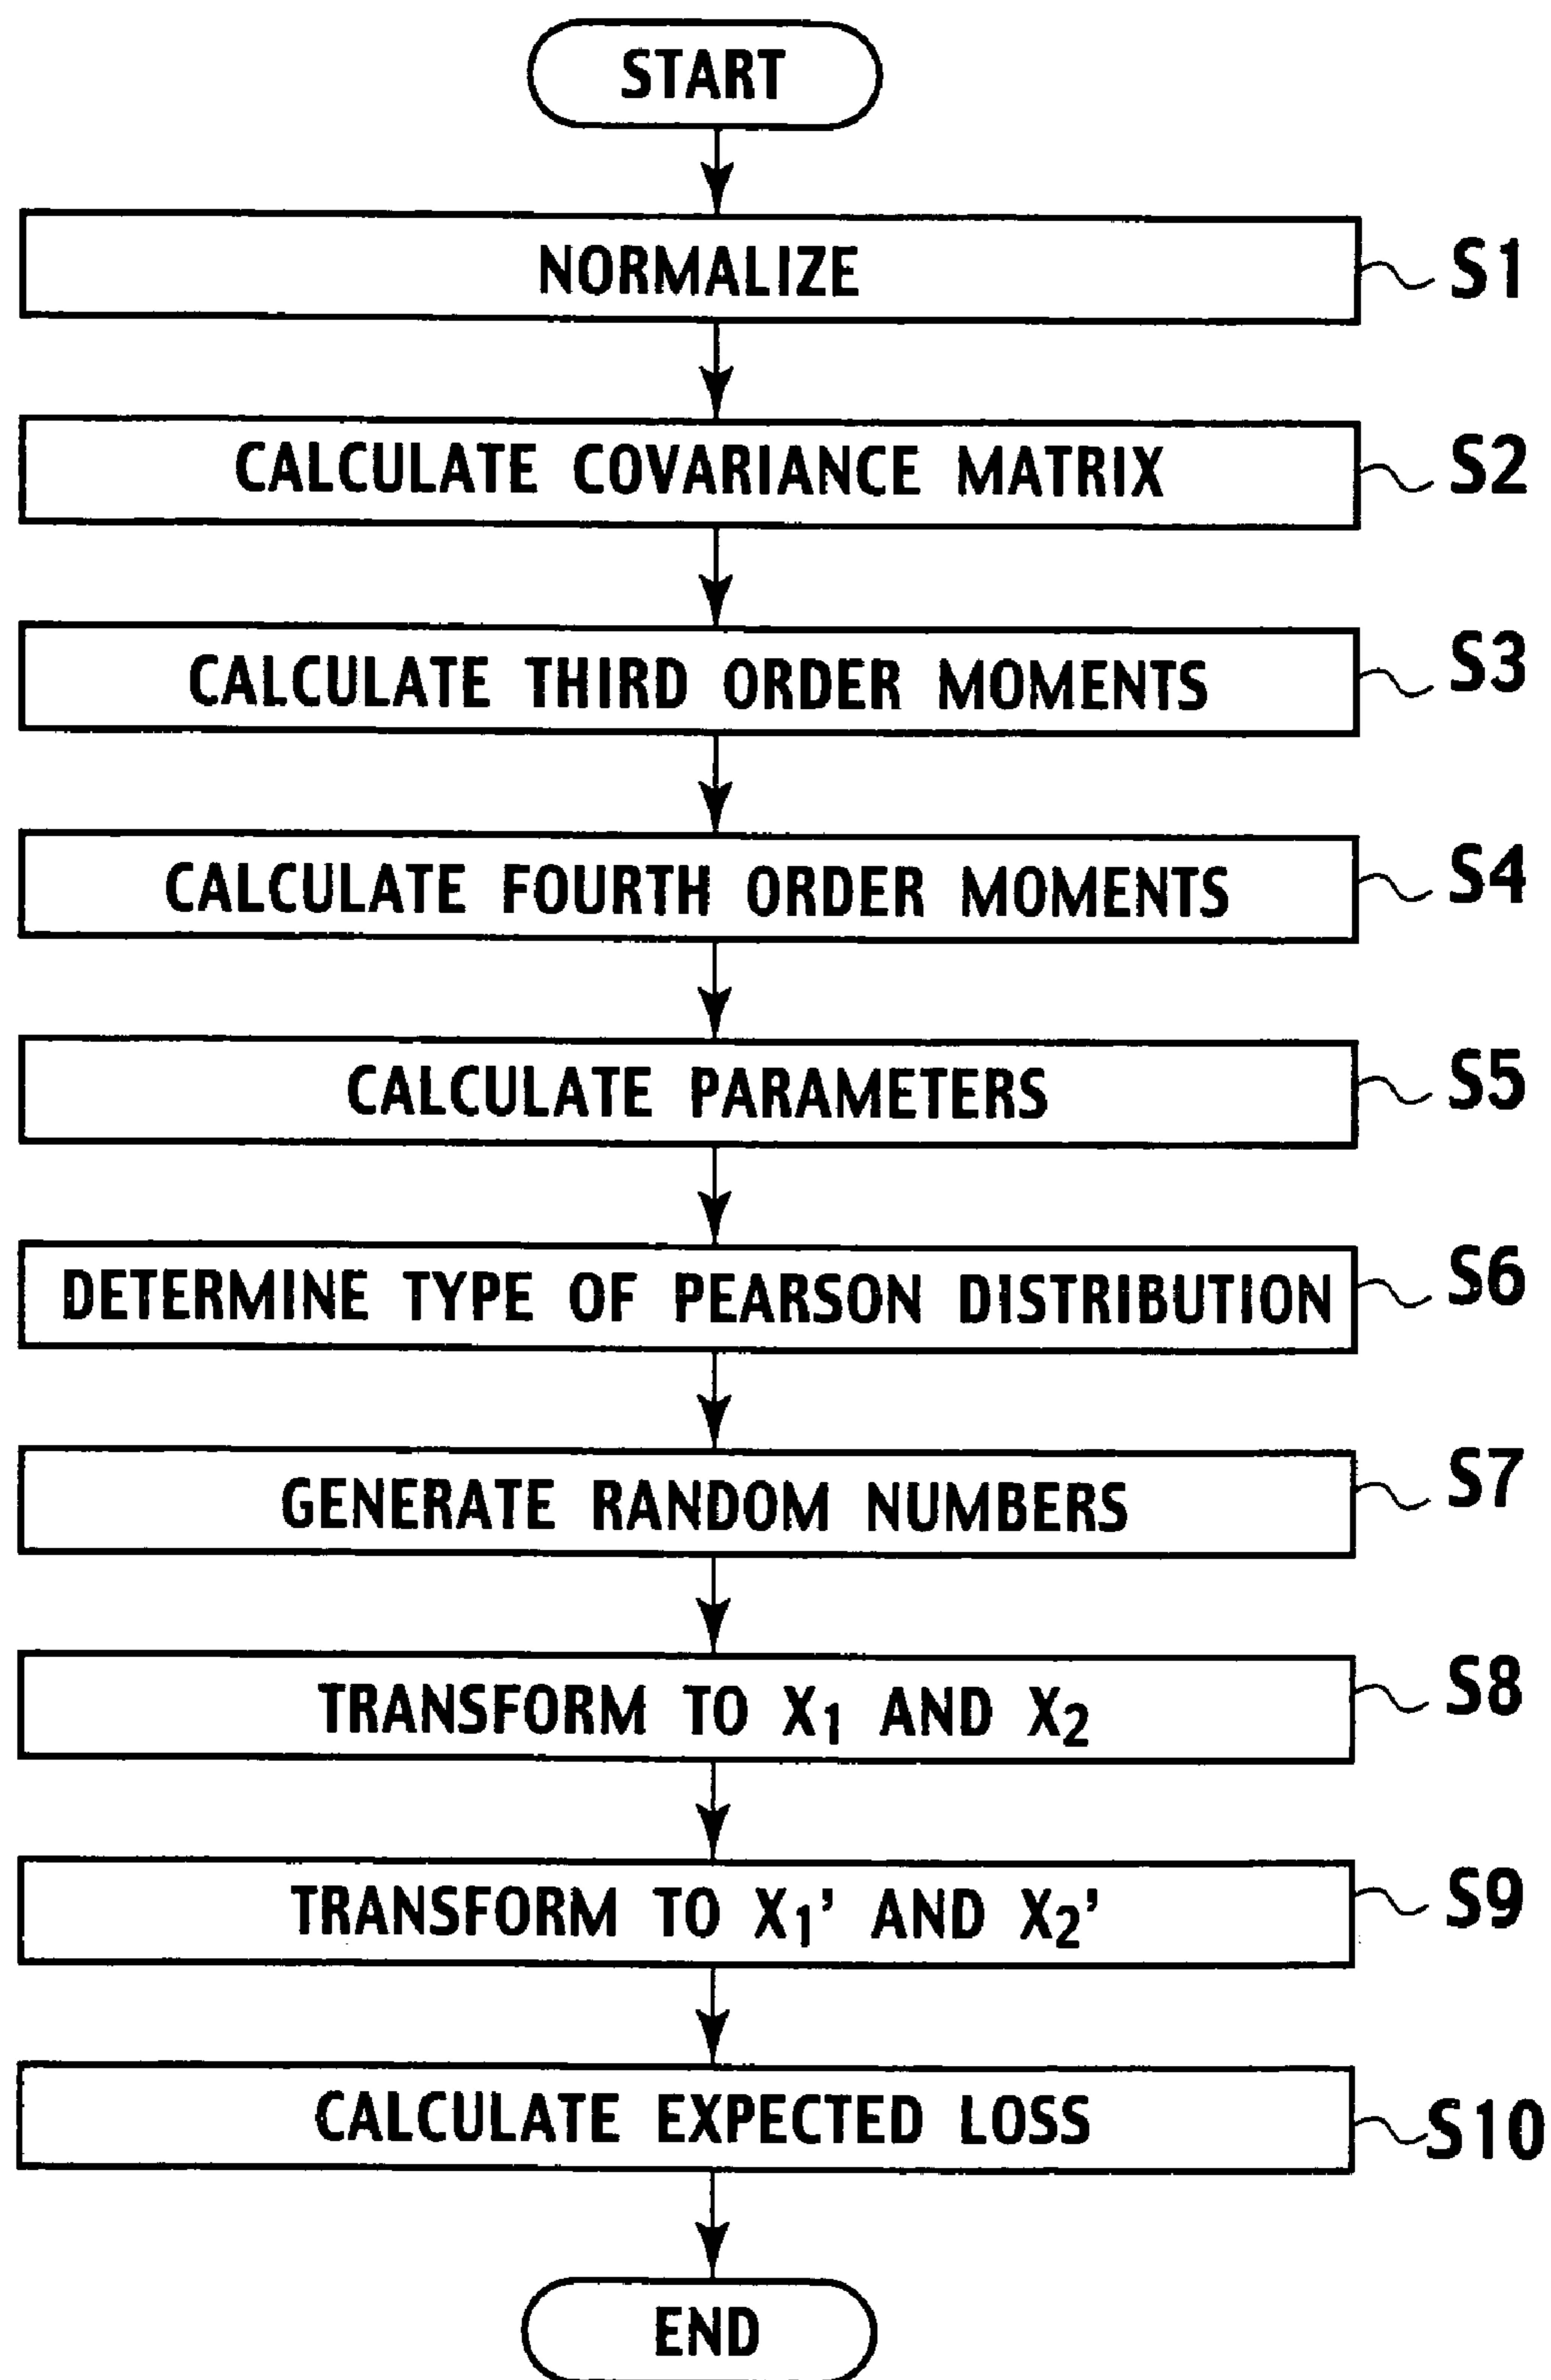 START
NORMALIZE S1
CALCULATE COVARIANCE MATRIX S2
CALCULATE THIRD ORDER MOMENTS S3
CALCULATE FOURTH ORDER MOMENTS S4
CALCULATE PARAMETERS S5
DETERMINE TYPE OF PEARSON DISTRIBUTION S6
GENERATE RANDOM NUMBERS S7
TRANSFORM TO X₁ AND X₂ S8
TRANSFORM TO X₁' AND X₂' S9
CALCULATE EXPECTED LOSS S10
END